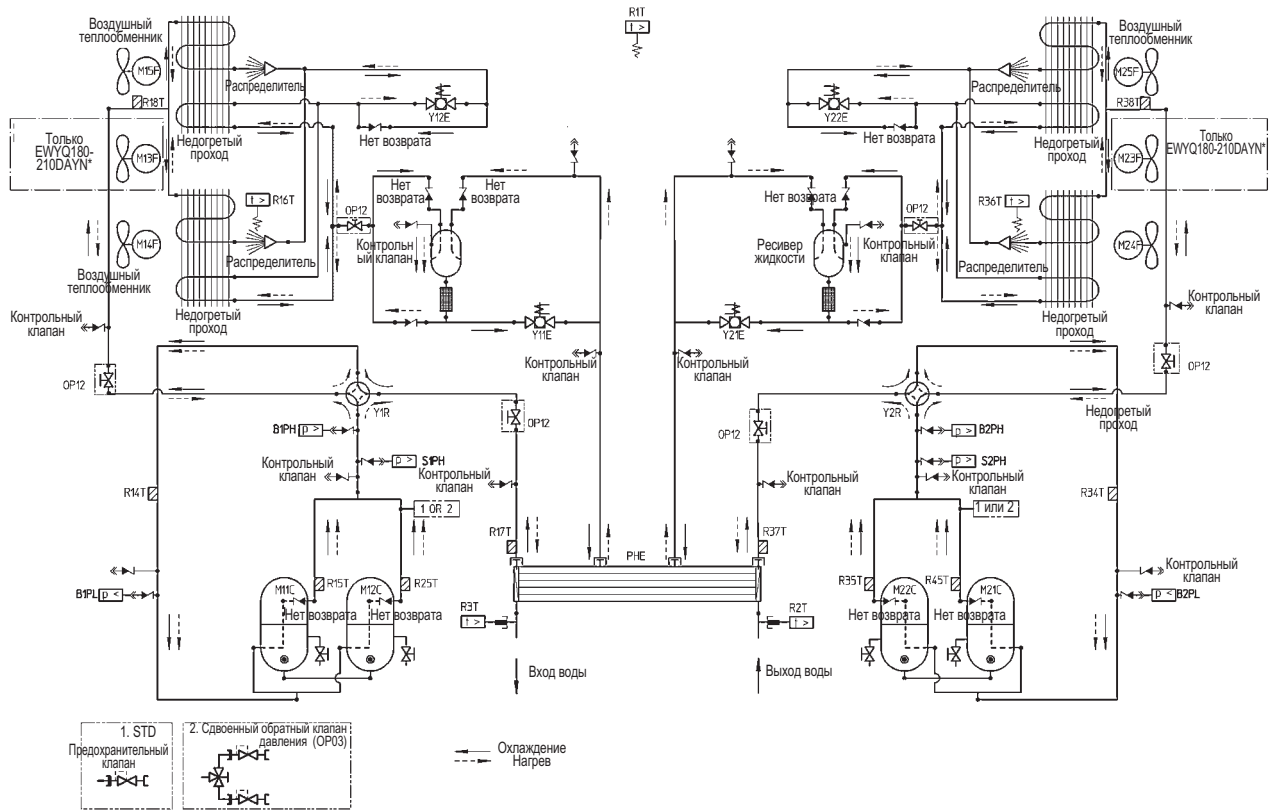 R1T
t >
Воздушный
теплообменник
M15F
Распределитель
R18T
Y12E
Нет возврата
Только
EWYQ180-
210DAYN*
M13F
Недогретый
проход
t >
R16T
M14F
Распределитель
Воздушный
теплообменник
Недогретый
проход
Контрольный
клапан
OP12
OP12
Нет
возврата
Нет
возврата
Контрольн
ый клапан
Y11E
Контрольный
клапан
Воздушный
теплообменник
M25F
Распределитель
R38T
Y22E
Нет возврата
Недогретый
проход
Только
EWYQ180-
210DAYN*
M23F
R36T
t >
M24F
Распределитель
Недогретый
проход
Контрольный
клапан
OP12
OP12
Нет
возврата
Ресивер
жидкости
Контрольный
клапан
Y21E
Контрольный
клапан
Y1R
OP12
B1PH
p >
S1PH
p >
Контрольный
клапан
Контрольный
клапан
R14T
1 OR 2
R17T
B1PL
p <
M11C
R15T
M12C
R25T
Нет возврата
Нет возврата
PHE
R3T
t >
R2T
t >
Вход воды
Выход воды
Y2R
OP12
Недогретый
проход
B2PH
p >
S2PH
p >
Контрольный
клапан
Контрольный
клапан
R34T
1 или 2
R37T
R35T
M22C
R45T
M21C
Нет возврата
Нет возврата
Контрольный
клапан
B2PL
p <
1. STD
Предохранительный
клапан
2. Сдвоенный обратный клапан
давления (OP03)
Охлаждение
Нагрев